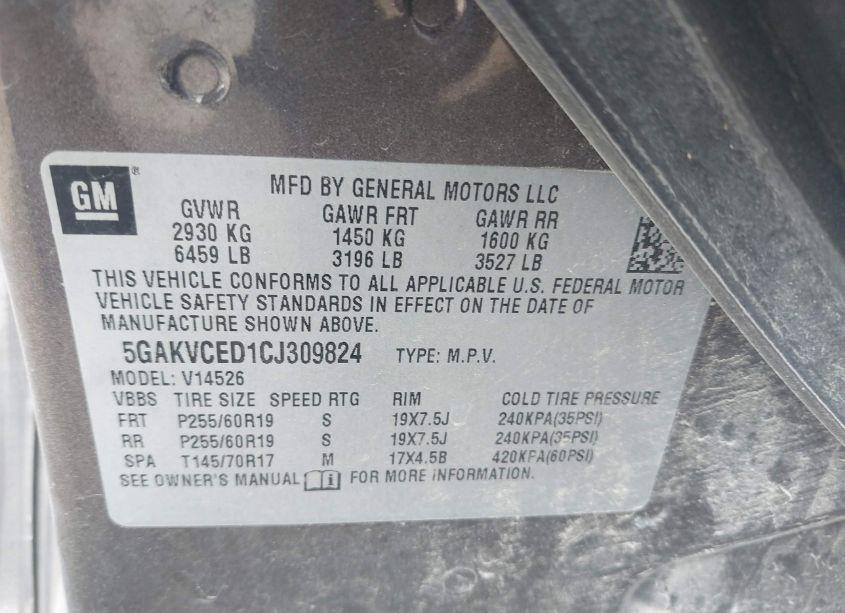 GM ®
MFD BY GENERAL MOTORS LLC
GVWR GAWR FRT GAWR RR
2930 KG 1450 KG 1600 KG
6459 LB 3196 LB 3527 LB
THIS VEHICLE CONFORMS TO ALL APPLICABLE U.S. FEDERAL MOTOR
VEHICLE SAFETY STANDARDS IN EFFECT ON THE DATE OF
MANUFACTURE SHOWN ABOVE.
5GAKVCED1CJ309824 TYPE: M.P.V.
MODEL: V14526
VBBS TIRE SIZE SPEED RTG RIM COLD TIRE PRESSURE
FRT P255/60R19 S 19X7.5J 240KPA(35PSI)
RR P255/60R19 S 19X7.5J 240KPA(35PSI)
SPA T145/70R17 M 17X4.5B 420KPA(60PSI)
SEE OWNER'S MANUAL FOR MORE INFORMATION.